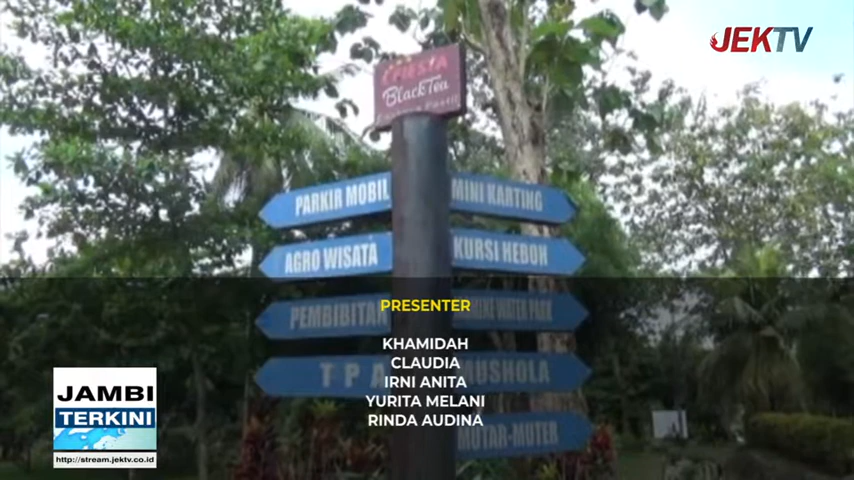 JEKTV
FIESTA
Black Tea
PARKIR MOBIL
MINI KARTING
AGRO WISATA
KURSI HEBOH
PEMBIBITAN
WATER PARK
T P A
MUSHOLA
MUTAR-MUTER
PRESENTER
KHAMIDAH
CLAUDIA
IRNI ANITA
YURITA MELANI
RINDA AUDINA
JAMBI
TERKINI
http://stream.jektv.co.id